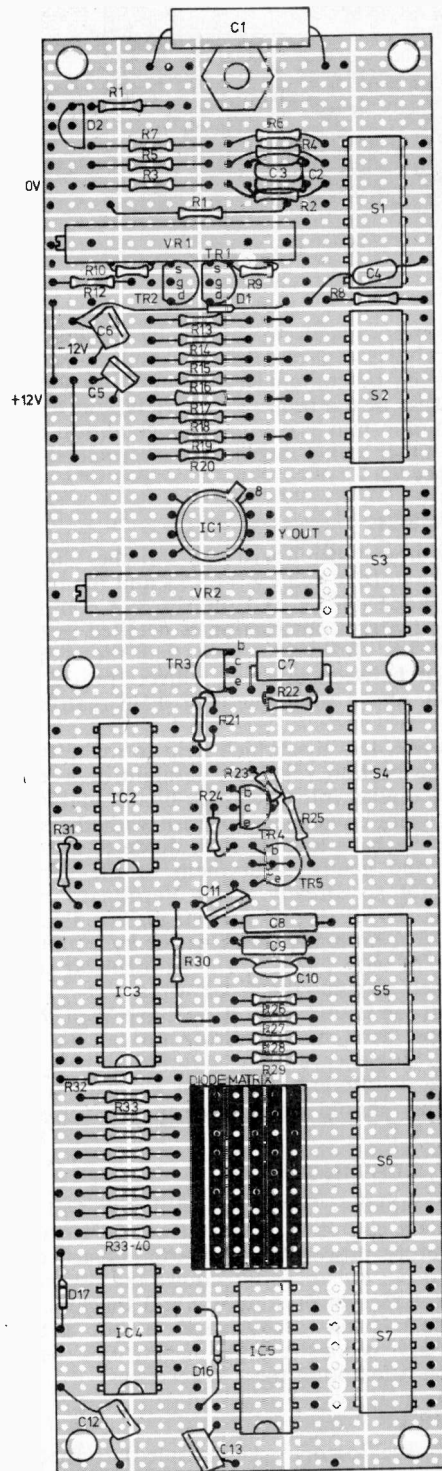 C1
R1
D2
R7
R5
R3
R6
R4
C3
C2
R2
0V
S1
R1
VR1
TR1
R10
R12
TR2
s
g
d
s
g
d
R9
D1
C4
R8
-12V
C6
C5
+12V
R13
R14
R15
R16
R17
R18
R19
R20
S2
8
IC1
Y OUT
S3
VR2
TR3
b
c
e
C7
R22
R21
IC2
R23
R24
b
c
e
TR4
R25
b
e
TR5
S4
R31
C11
C8
C9
C10
IC3
R30
R26
R27
R28
R29
S5
R32
R33
DIODE MATRIX
S6
R33-40
D17
IC4
D16
IC5
S7
C12
C13